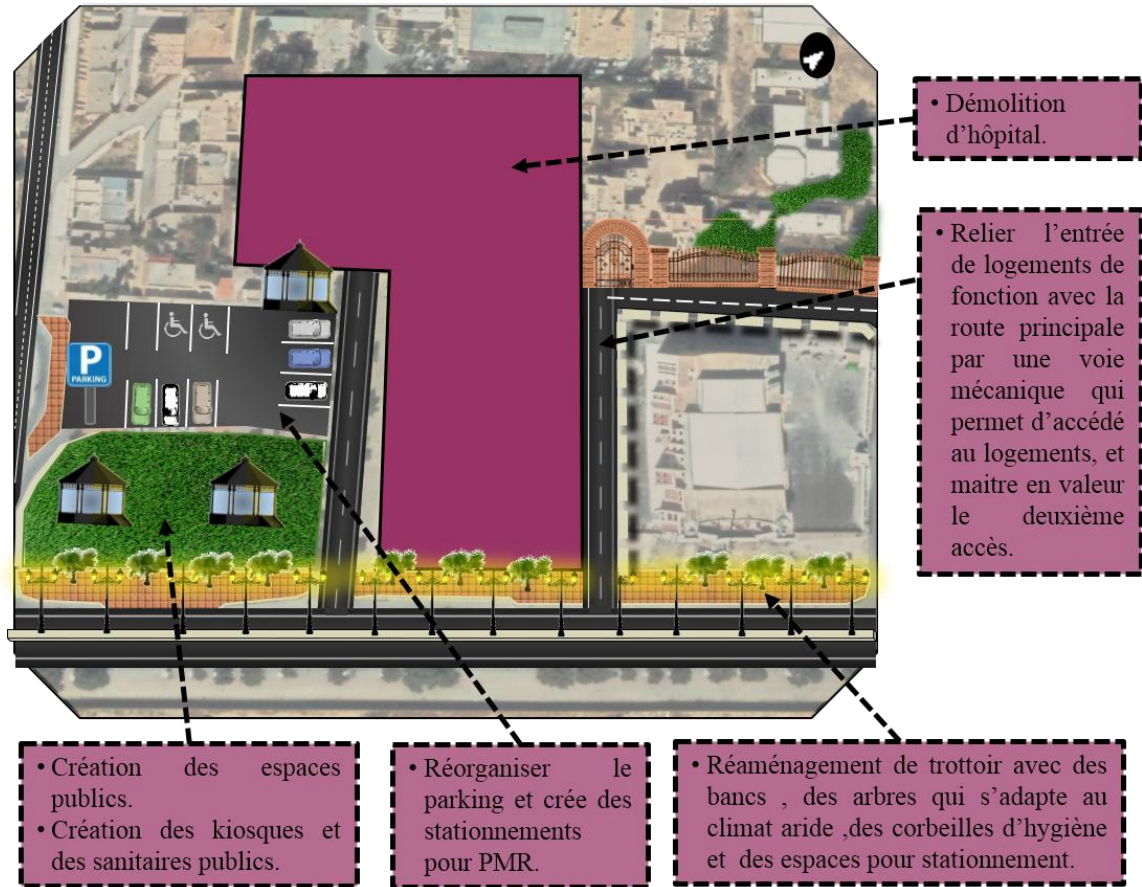 • Démolition
d’hôpital.
• Relier l’entrée
de logements de
fonction avec la
route principale
par une voie
mécanique qui
permet d’accédé
au logements, et
maitre en valeur
le deuxième
accès.
P
PARKING
• Création des espaces
publics.
• Création des kiosques et
des sanitaires publics.
• Réorganiser le
parking et crée des
stationnements
pour PMR.
• Réaménagement de trottoir avec des
bancs , des arbres qui s’adapte au
climat aride ,des corbeilles d’hygiène
et des espaces pour stationnement.